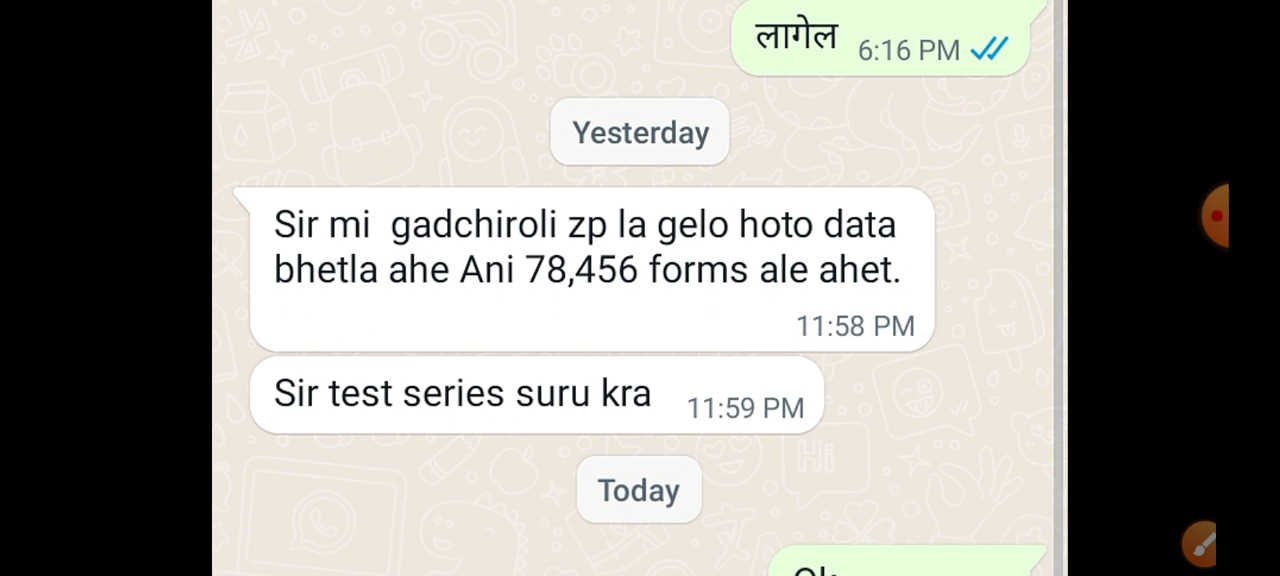 लागेल 6:16 PM
Yesterday
Sir mi gadchiroli zp la gelo hoto data
bhetla ahe Ani 78,456 forms ale ahet.
11:58 PM
Sir test series suru kra 11:59 PM
Hi
Today